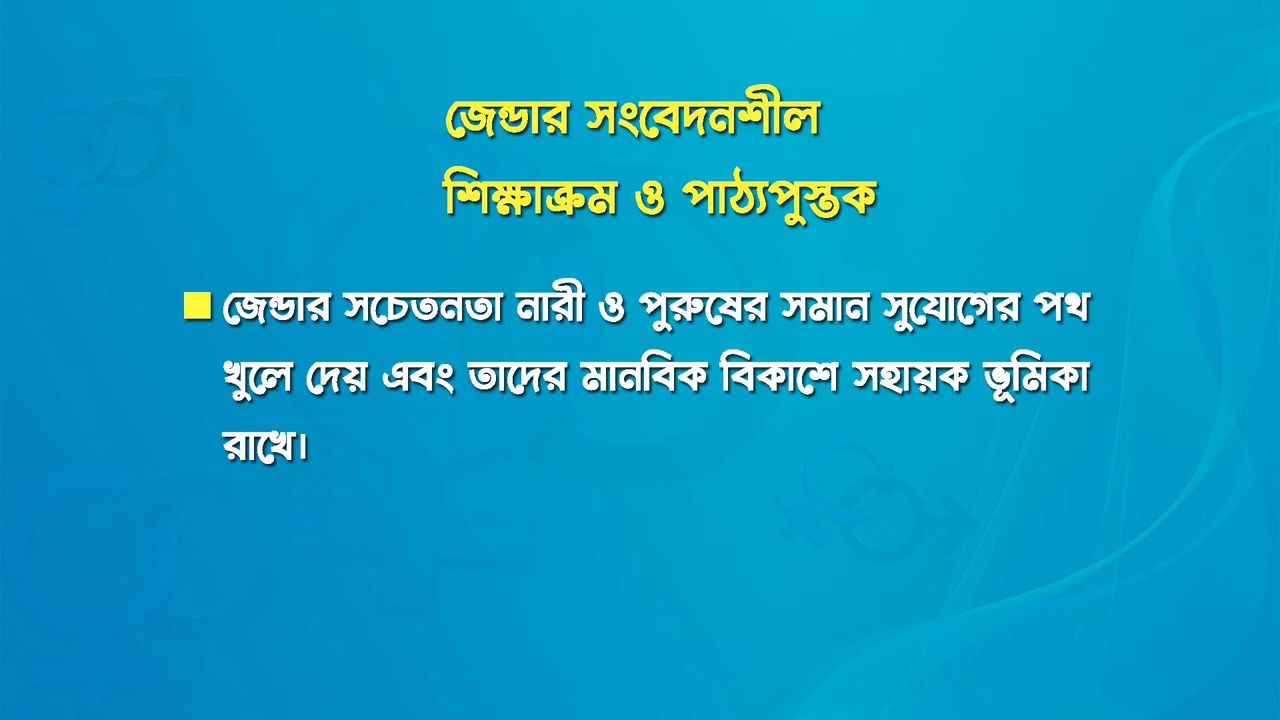 জেন্ডার সংবেদনশীল
শিক্ষাক্রম ও পাঠ্যপুস্তক
জেন্ডার সচেতনতা নারী ও পুরুষের সমান সুযোগের পথ
খুলে দেয় এবং তাদের মানবিক বিকাশে সহায়ক ভূমিকা
রাখে।